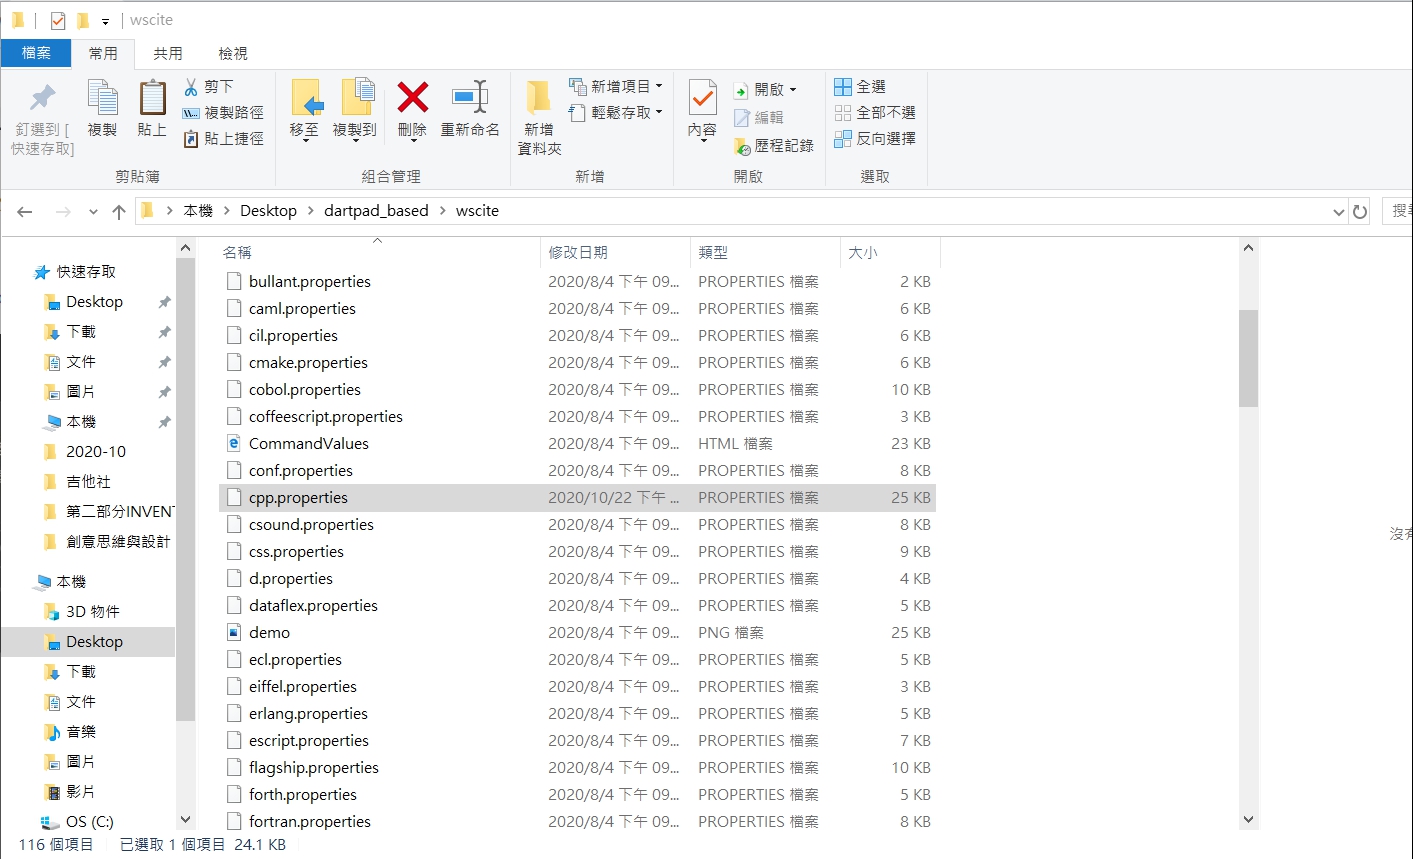 wscite
檔案 常用 共用 檢視
釘選到 [
快速存取]
複製
貼上
剪下
複製路徑
貼上捷徑
移至
複製到
刪除
重新命名
新增
資料夾
新增項目
輕鬆存取
內容
開啟
編輯
歷程記錄
全選
全部不選
反向選擇
剪貼簿 組合管理 新增 開啟 選取
本機 Desktop dartpad_based wscite
快速存取
Desktop
下載
文件
圖片
本機
2020-10
吉他社
第二部分INVENT
創意思維與設計
本機
3D 物件
Desktop
下載
文件
音樂
圖片
影片
OS (C:)
名稱 修改日期 類型 大小
bullant.properties 2020/8/4 下午 09... PROPERTIES 檔案 2 KB
caml.properties 2020/8/4 下午 09... PROPERTIES 檔案 6 KB
cil.properties 2020/8/4 下午 09... PROPERTIES 檔案 6 KB
cmake.properties 2020/8/4 下午 09... PROPERTIES 檔案 6 KB
cobol.properties 2020/8/4 下午 09... PROPERTIES 檔案 10 KB
coffeescript.properties 2020/8/4 下午 09... PROPERTIES 檔案 3 KB
CommandValues 2020/8/4 下午 09... HTML 檔案 23 KB
conf.properties 2020/8/4 下午 09... PROPERTIES 檔案 8 KB
cpp.properties 2020/10/22 下午 ... PROPERTIES 檔案 25 KB
csound.properties 2020/8/4 下午 09... PROPERTIES 檔案 8 KB
css.properties 2020/8/4 下午 09... PROPERTIES 檔案 9 KB
d.properties 2020/8/4 下午 09... PROPERTIES 檔案 4 KB
dataflex.properties 2020/8/4 下午 09... PROPERTIES 檔案 5 KB
demo 2020/8/4 下午 09... PNG 檔案 25 KB
ecl.properties 2020/8/4 下午 09... PROPERTIES 檔案 5 KB
eiffel.properties 2020/8/4 下午 09... PROPERTIES 檔案 3 KB
erlang.properties 2020/8/4 下午 09... PROPERTIES 檔案 5 KB
escript.properties 2020/8/4 下午 09... PROPERTIES 檔案 7 KB
flagship.properties 2020/8/4 下午 09... PROPERTIES 檔案 10 KB
forth.properties 2020/8/4 下午 09... PROPERTIES 檔案 5 KB
fortran.properties 2020/8/4 下午 09... PROPERTIES 檔案 8 KB
116 個項目 已選取 1 個項目 24.1 KB